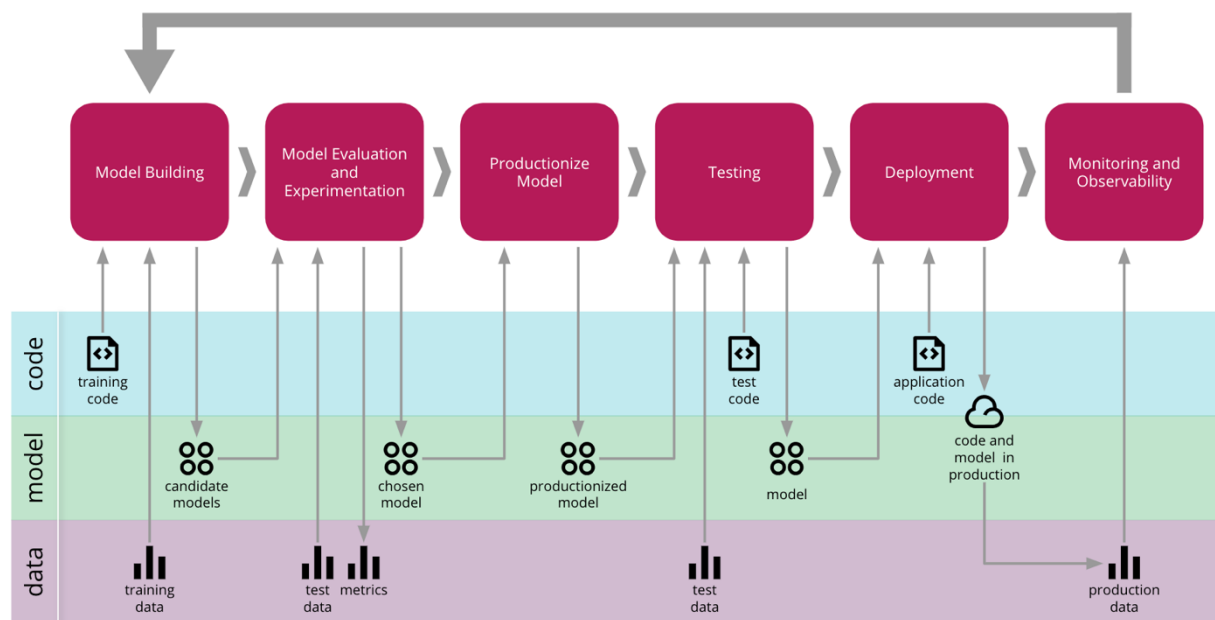 Model Building
Model Evaluation
and
Experimentation
Productionize
Model
Testing
Deployment
Monitoring and
Observability
code
training
code
test
code
application
code
model
candidate
models
chosen
model
productionized
model
model
code and
model in
production
data
training
data
test
data
metrics
test
data
production
data